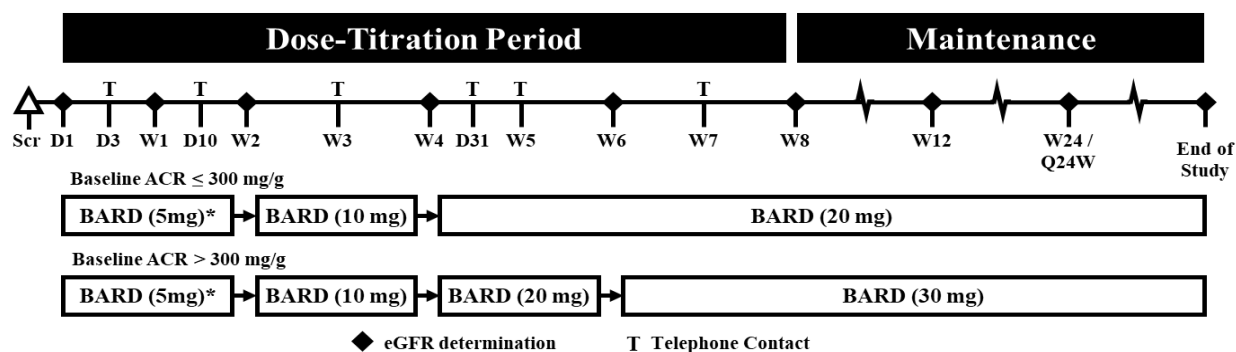 Dose-Titration Period Maintenance
T T T T T T
Scr D1 D3 W1 D10 W2 W3 W4 D31 W5 W6 W7 W8 W12 W24 / End of
Q24W Study
Baseline ACR ≤ 300 mg/g
BARD (5mg)* BARD (10 mg) BARD (20 mg)
Baseline ACR > 300 mg/g
BARD (5mg)* BARD (10 mg) BARD (20 mg) BARD (30 mg)
eGFR determination T Telephone Contact